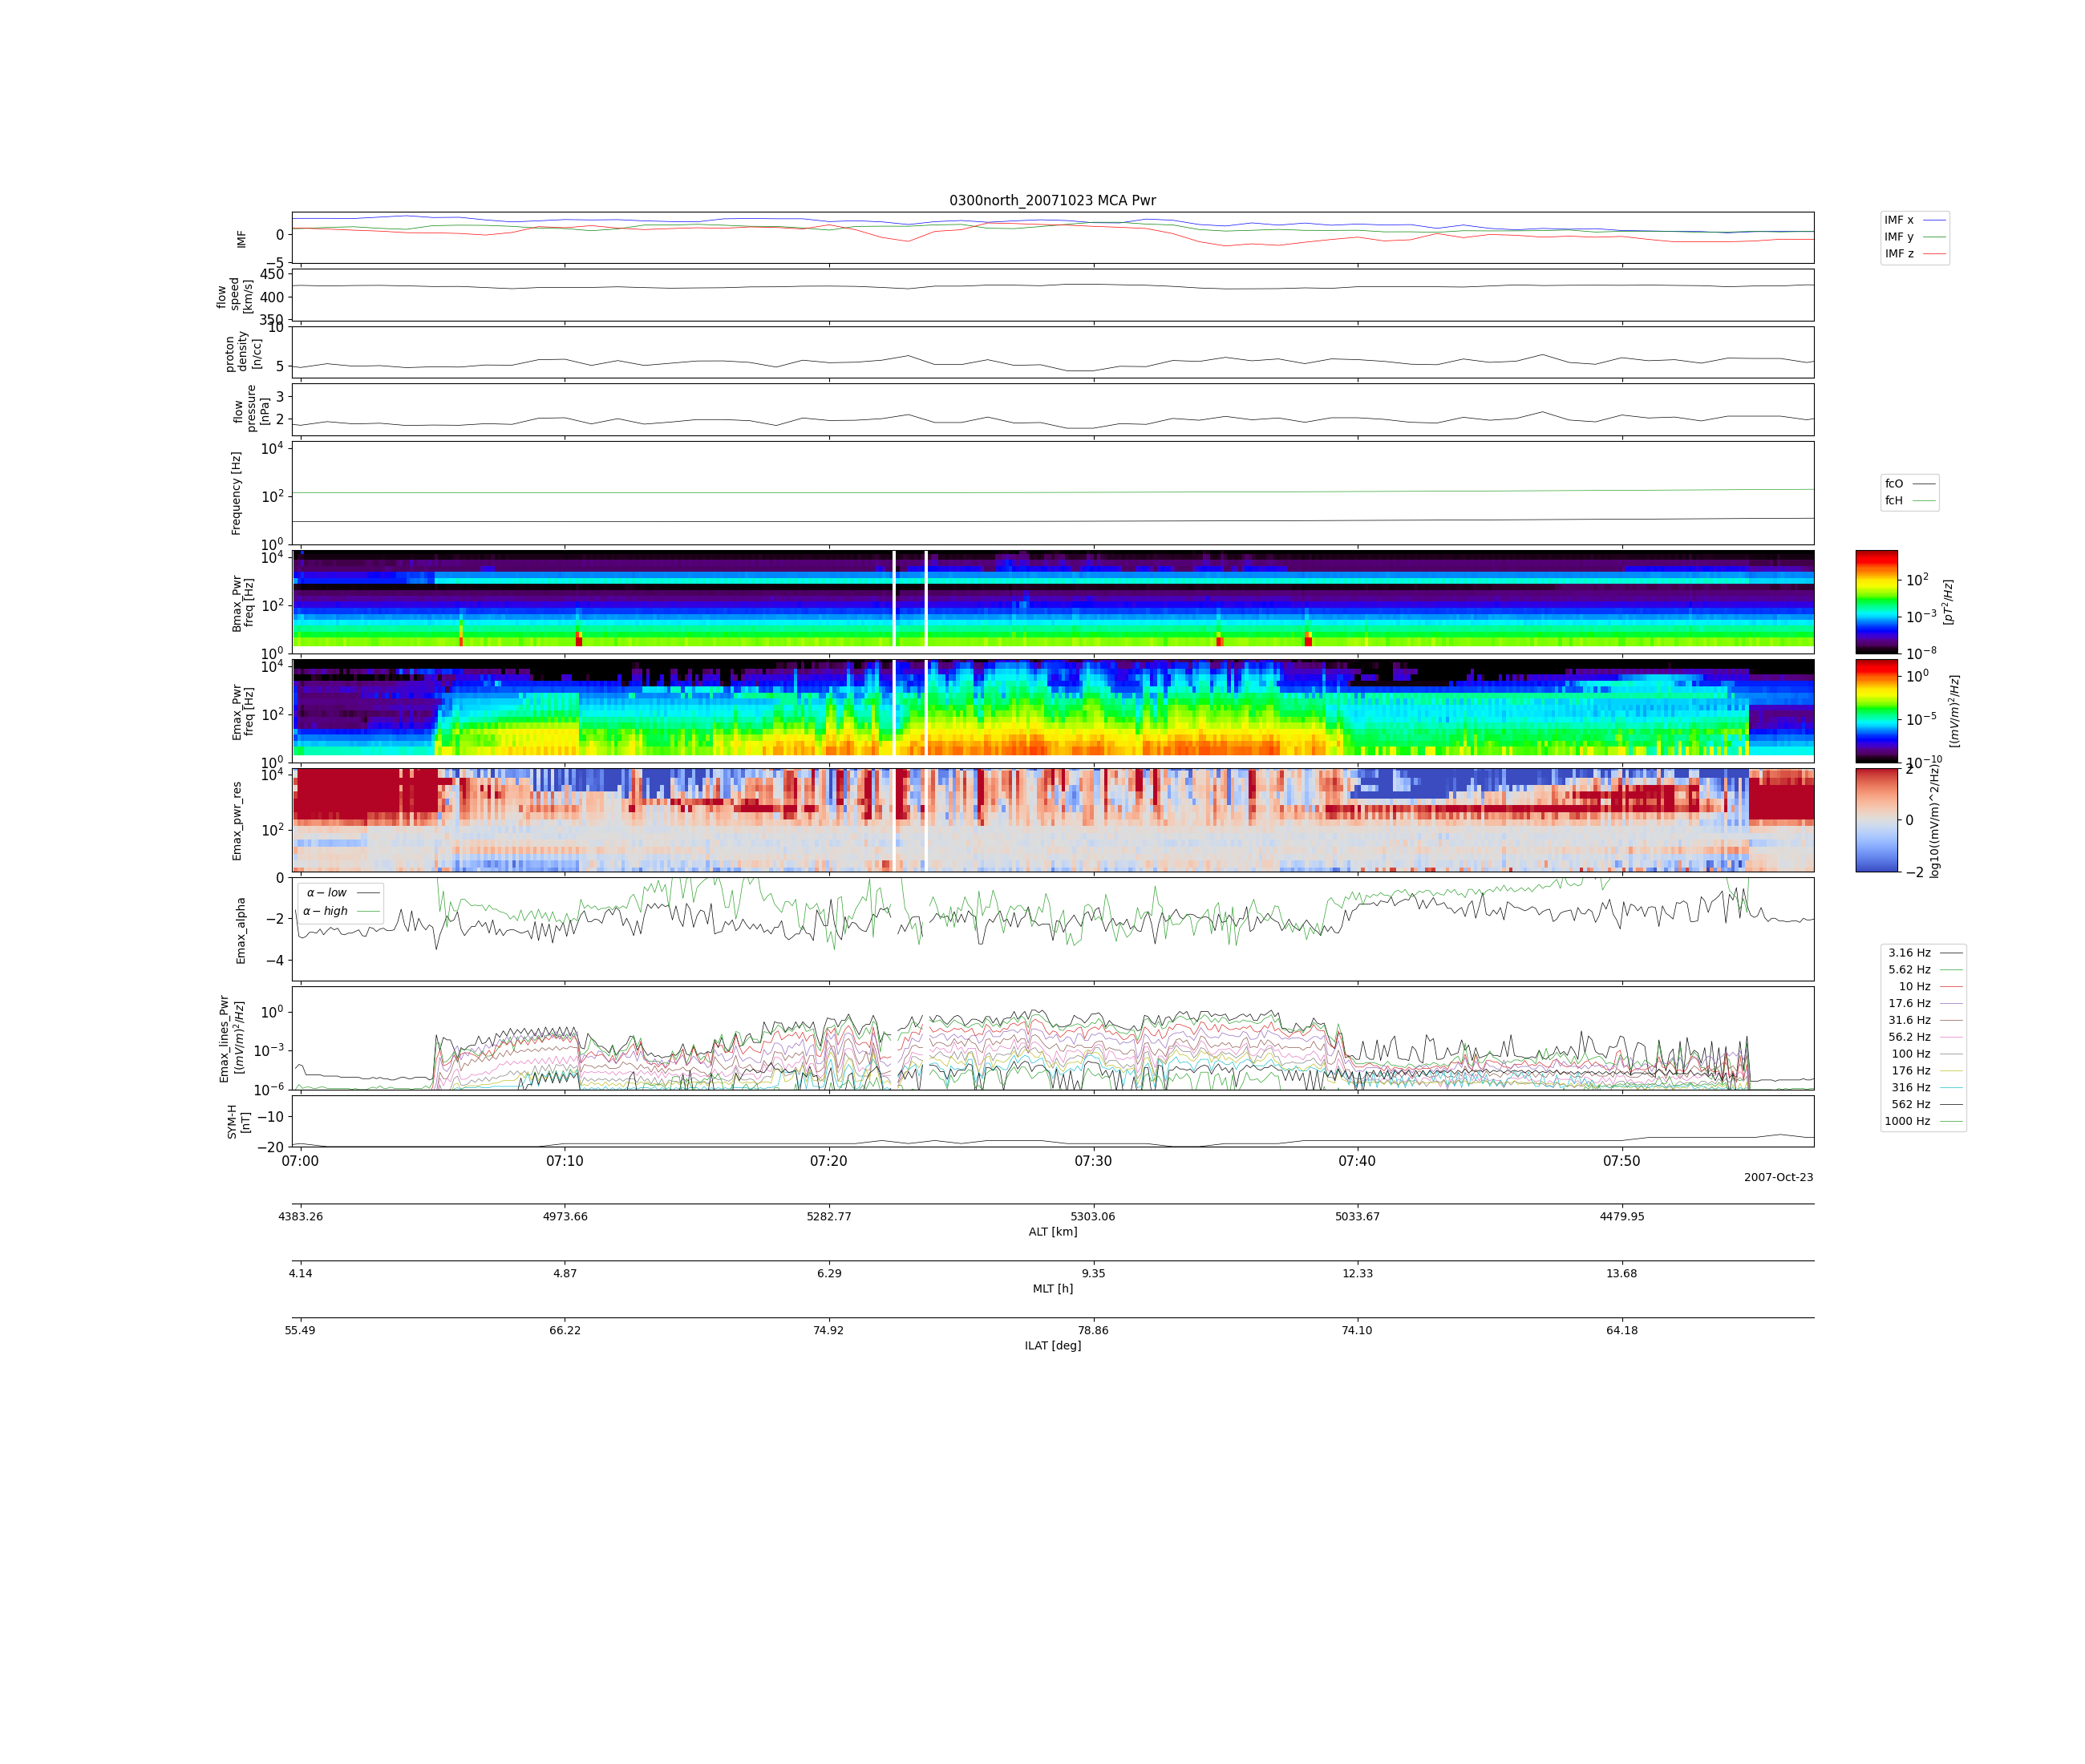 0300north_20071023 MCA Pwr
IMF
0
−5
IMF x
IMF y
IMF z
flow
speed
[km/s]
450
400
350
proton
density
[n/cc]
10
5
flow
pressure
[nPa]
3
2
Frequency [Hz]
10^4
10^2
10^0
fcO
fcH
Bmax_Pwr
freq [Hz]
10^4
10^2
10^0
10^2
10^−3
10^−8
[pT^2/Hz]
Emax_Pwr
freq [Hz]
10^4
10^2
10^0
10^0
10^−5
10^−10
[(mV/m)^2/Hz]
Emax_pwr_res
10^4
10^2
2
0
−2
log10((mV/m)^2/Hz)
Emax_alpha
0
−2
−4
α − low
α − high
Emax_lines_Pwr
[(mV/m)^2/Hz]
10^0
10^−3
10^−6
3.16 Hz
5.62 Hz
10 Hz
17.6 Hz
31.6 Hz
56.2 Hz
100 Hz
176 Hz
316 Hz
562 Hz
1000 Hz
SYM-H
[nT]
−10
−20
07:00 07:10 07:20 07:30 07:40 07:50
2007-Oct-23
4383.26 4973.66 5282.77 5303.06 5033.67 4479.95
ALT [km]
4.14 4.87 6.29 9.35 12.33 13.68
MLT [h]
55.49 66.22 74.92 78.86 74.10 64.18
ILAT [deg]